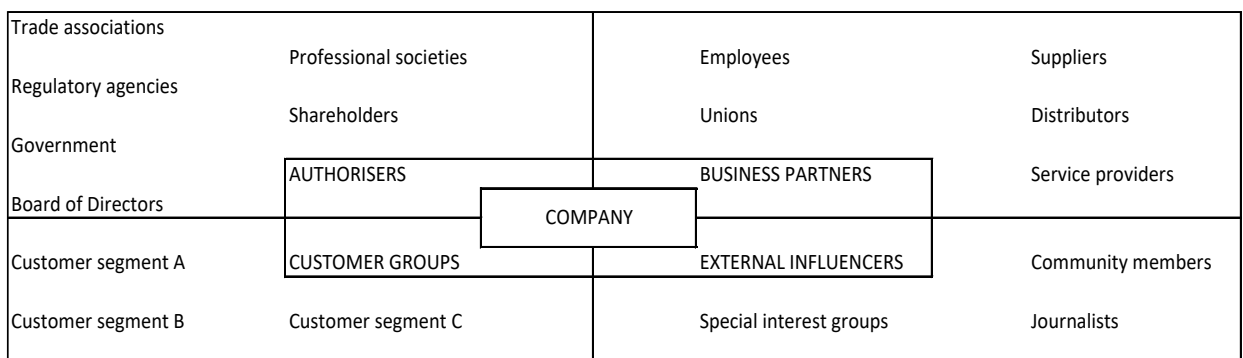 Trade associations
Professional societies
Regulatory agencies
Shareholders
Government
AUTHORISERS
Board of Directors
Employees
Suppliers
Unions
Distributors
BUSINESS PARTNERS
Service providers
COMPANY
Customer segment A
CUSTOMER GROUPS
Customer segment B
Customer segment C
EXTERNAL INFLUENCERS
Community members
Special interest groups
Journalists